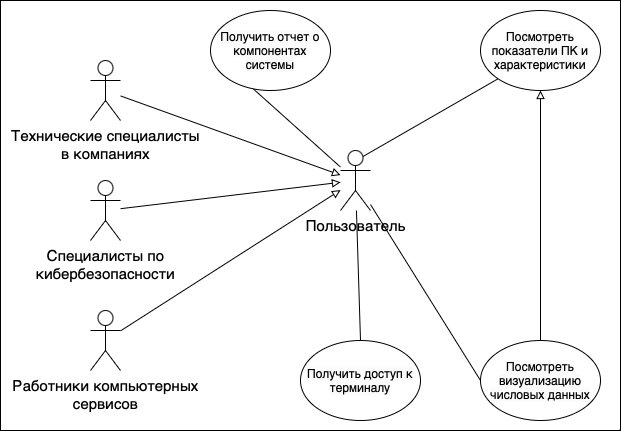 Получить отчет о
компонентах
системы
Посмотреть
показатели ПК и
характеристики
Технические специалисты
в компаниях
Пользователь
Специалисты по
кибербезопасности
Работники компьютерных
сервисов
Получить доступ к
терминалу
Посмотреть
визуализацию
числовых данных